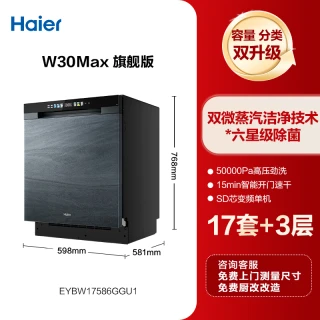 Haier
W30Max 旗舰版
容量 分类
双升级
双微蒸汽洁净技术
*六星级除菌
50000Pa高压劲洗
15min智能开门速干
SD芯变频单机
17套+3层
768mm
598mm
581mm
Haier
EYBW17586GGU1
咨询客服
免费上门测量尺寸
免费厨改改造